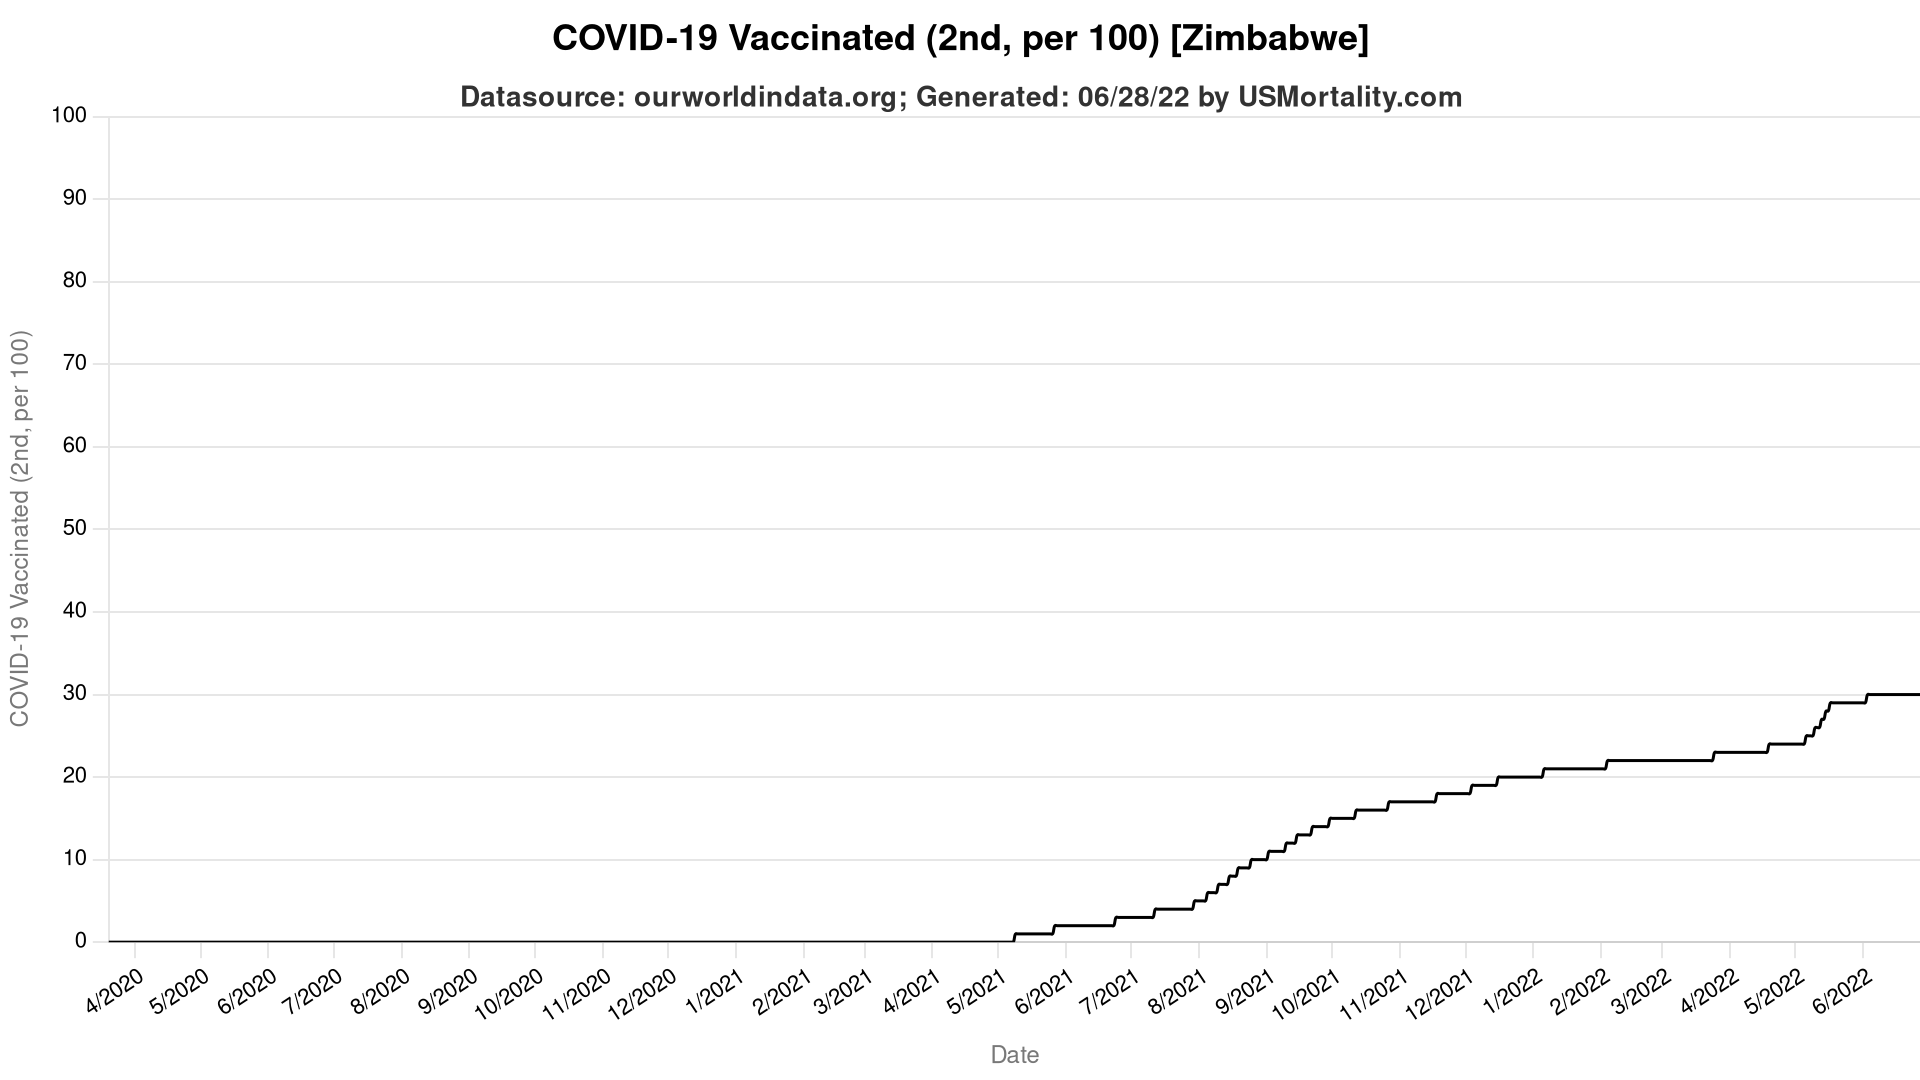 COVID-19 Vaccinated (2nd, per 100) [Zimbabwe]
Datasource: ourworldindata.org; Generated: 06/28/22 by USMortality.com
100
90
80
70
60
50
40
30
20
10
0
COVID-19 Vaccinated (2nd, per 100)
4/2020 5/2020 6/2020 7/2020 8/2020 9/2020 10/2020 11/2020 12/2020 1/2021 2/2021 3/2021 4/2021 5/2021 6/2021 7/2021 8/2021 9/2021 10/2021 11/2021 12/2021 1/2022 2/2022 3/2022 4/2022 5/2022 6/2022
Date